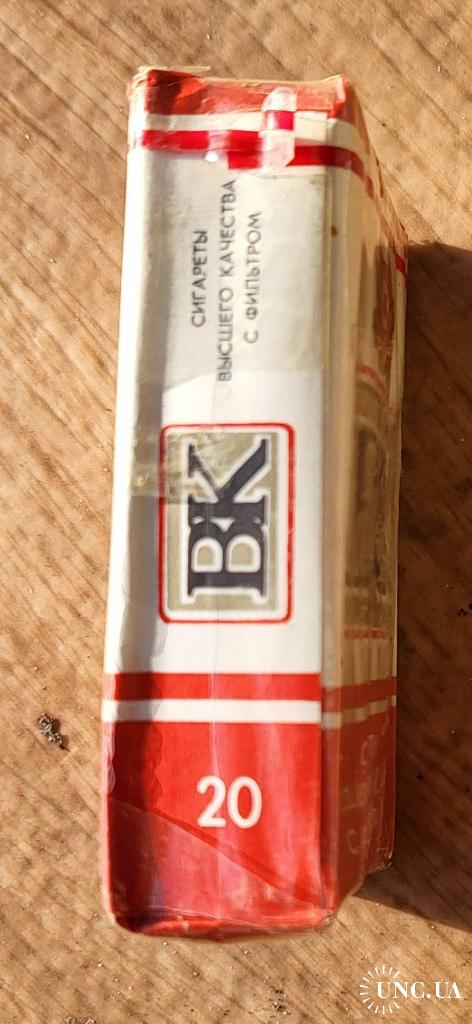 СИГАРЕТЫ
ВЫСШЕГО КАЧЕСТВА
С ФИЛЬТРОМ
ВК
20
UNC.UA